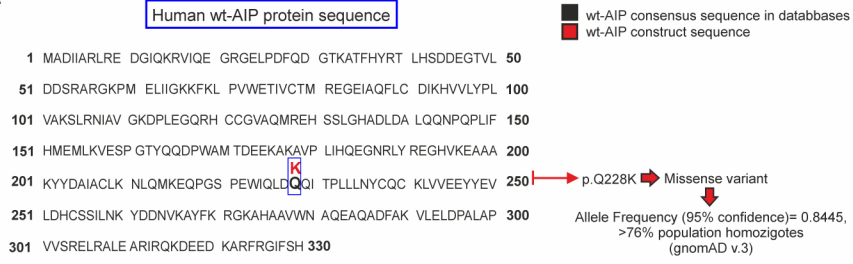 Human wt-AIP protein sequence
wt-AIP consensus sequence in databbases
wt-AIP construct sequence
1 MADIIARLRE DGIQKRVIQE GRGELPDFQD GTKATFHYRT LHSDDEGTVL 50
51 DDSRARGKPM ELIIGKKFKL PVWETIVCTM REGEIAQFLC DIKHVVLYPL 100
101 VAKSLRNIAV GKDPLEGQRH CCGVAQMREH SSLGHADLDA LQQNPQPLIF 150
151 HMEMLKVESP GTYQQDPWAM TDEEKAKAVP LIHQEGNRLY REGHVKEAAA 200
K
201 KYYDAIACLK NLQMKEQPGS PEWIQLDQQI TPLLLNYCQC KLVVEEYYEV 250
p.Q228K Missense variant
251 LDHCSSILNK YDDNVKAYFK RGKAHAAVWN AQEAQADFAK VLELDPALAP 300
Allele Frequency (95% confidence)= 0.8445,
>76% population homozigotes
(gnomAD v.3)
301 VVSRELRALE ARIRQKDEED KARFRGIFSH 330